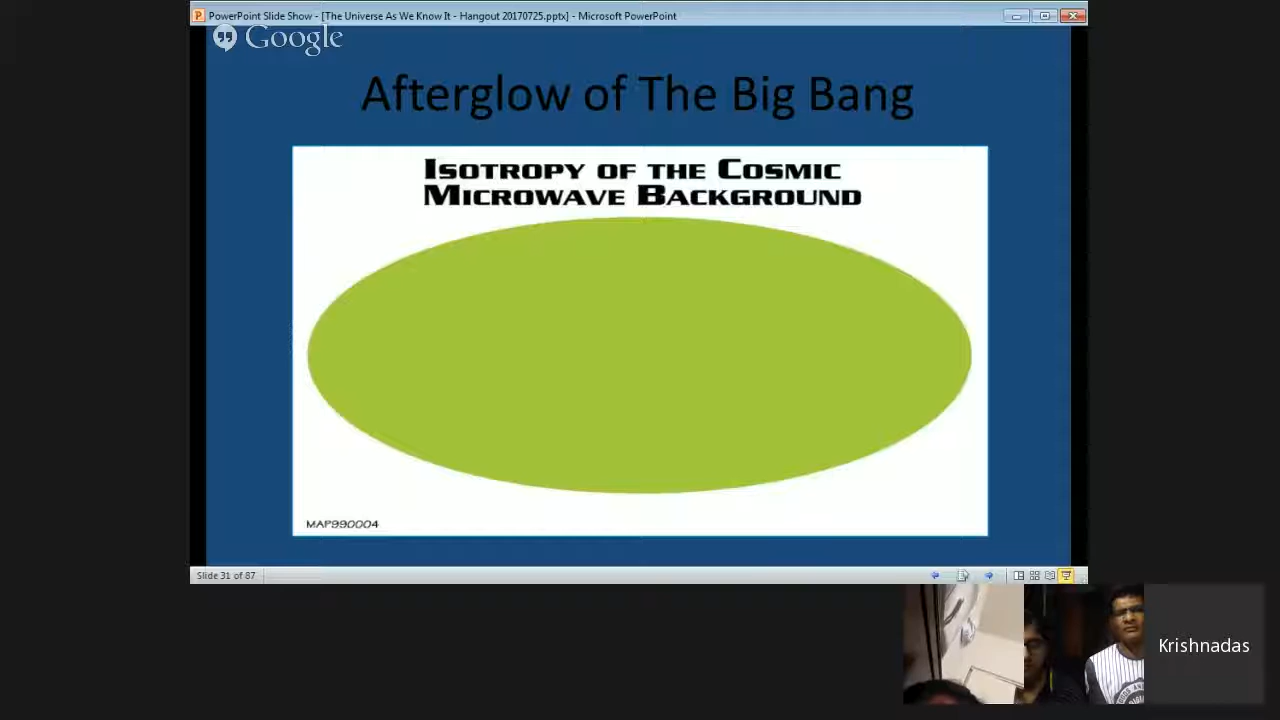 PowerPoint Slide Show - [The Universe As We Know It - Hangout 20170725.pptx] - Microsoft PowerPoint
Google
Afterglow of The Big Bang
ISOTROPY OF THE COSMIC
MICROWAVE BACKGROUND
MAP990004
Slide 31 of 87
Krishnadas